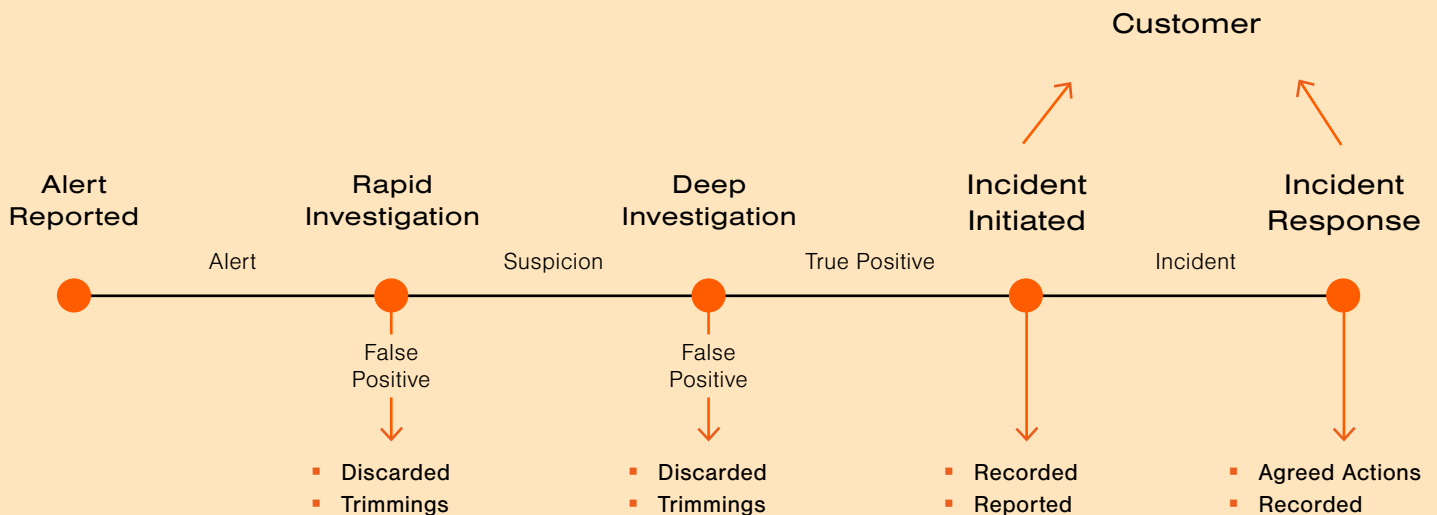 Customer
Alert
Reported
Rapid
Investigation
Deep
Investigation
Incident
Initiated
Incident
Response
Alert
Suspicion
True Positive
Incident
False
Positive
False
Positive
Discarded
Trimmings
Discarded
Trimmings
Recorded
Reported
Agreed Actions
Recorded